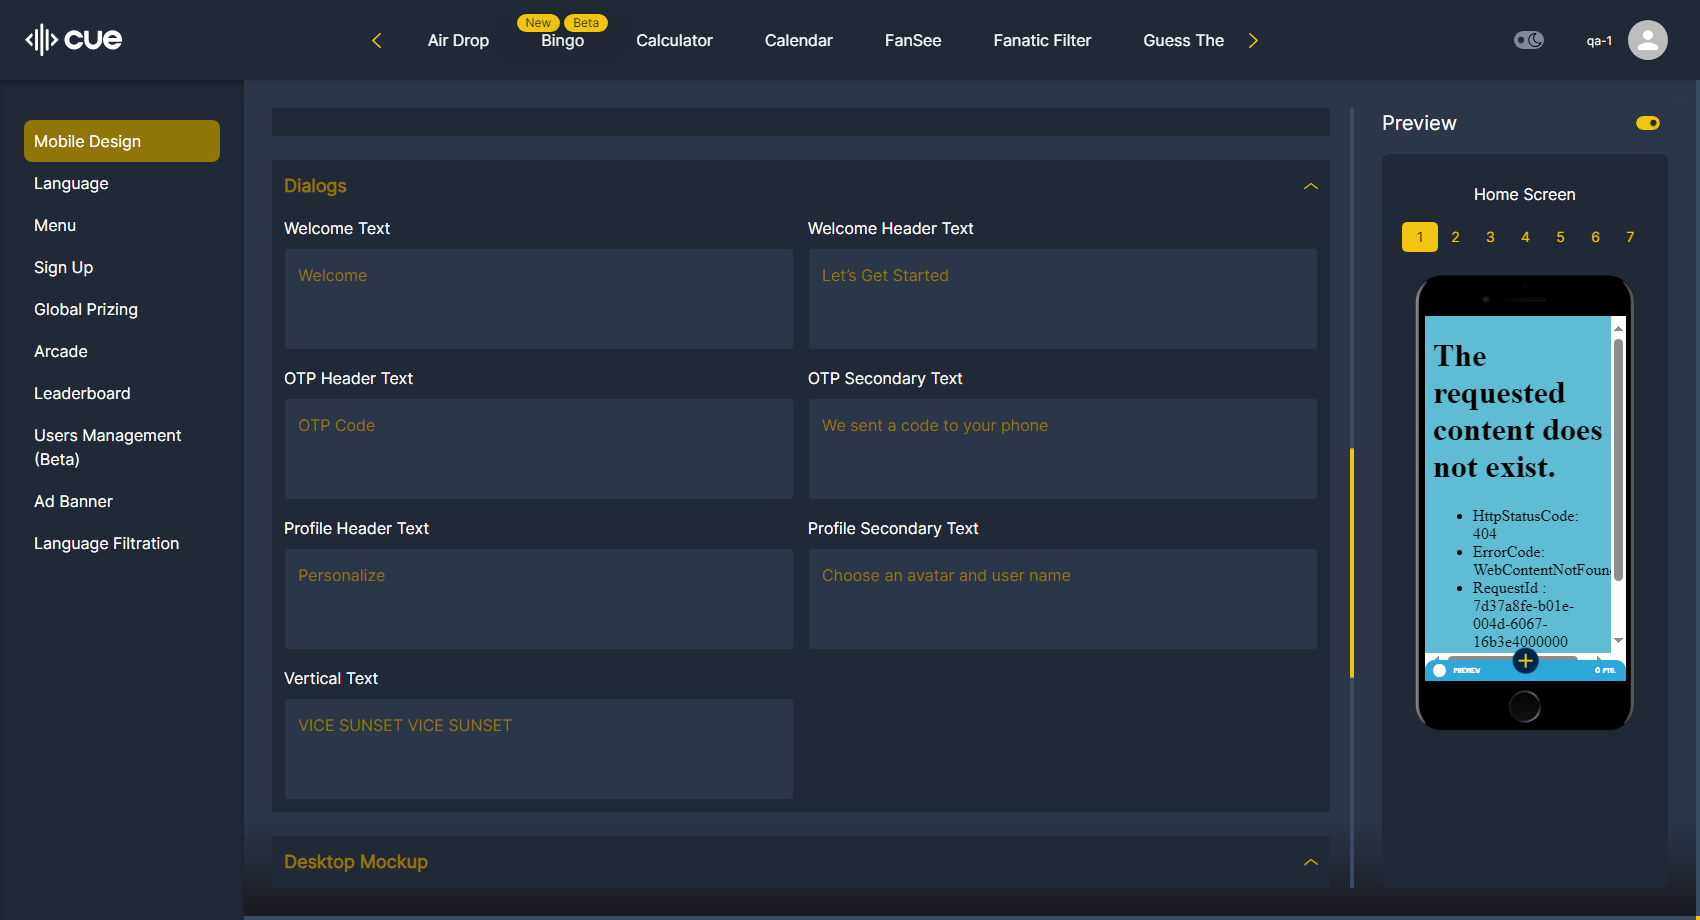 cue
Air Drop
New
Beta
Bingo
Calculator
Calendar
FanSee
Fanatic Filter
Guess The
qa-1
Mobile Design
Language
Menu
Sign Up
Global Prizing
Arcade
Leaderboard
Users Management
(Beta)
Ad Banner
Language Filtration
Dialogs
Welcome Text
Welcome Header Text
Welcome
Let's Get Started
OTP Header Text
OTP Secondary Text
OTP Code
We sent a code to your phone
Profile Header Text
Profile Secondary Text
Personalize
Choose an avatar and user name
Vertical Text
VICE SUNSET VICE SUNSET
Desktop Mockup
Preview
Home Screen
1 2 3 4 5 6 7
The
requested
content does
not exist.
• HttpStatusCode:
404
• ErrorCode:
WebContentNotFoun
• RequestId :
7d37a8fe-b01e-
004d-6067-
16b3e4000000
PREVIEW
0 PTS.